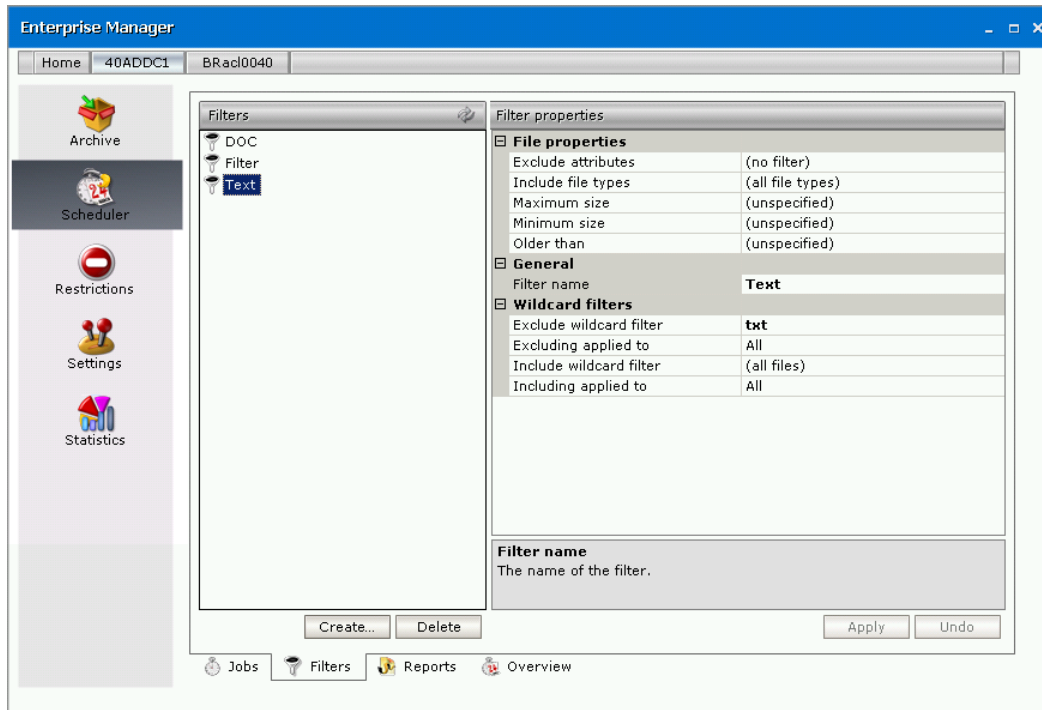 Enterprise Manager
Home 40ADDC1 BRacl0040
Archive
Scheduler
Restrictions
Settings
Statistics
Filters
DOC
Filter
Text
Filter properties
File properties
Exclude attributes (no filter)
Include file types (all file types)
Maximum size (unspecified)
Minimum size (unspecified)
Older than (unspecified)
General
Filter name Text
Wildcard filters
Exclude wildcard filter txt
Excluding applied to All
Include wildcard filter (all files)
Including applied to All
Filter name
The name of the filter.
Create... Delete Apply Undo
Jobs Filters Reports Overview